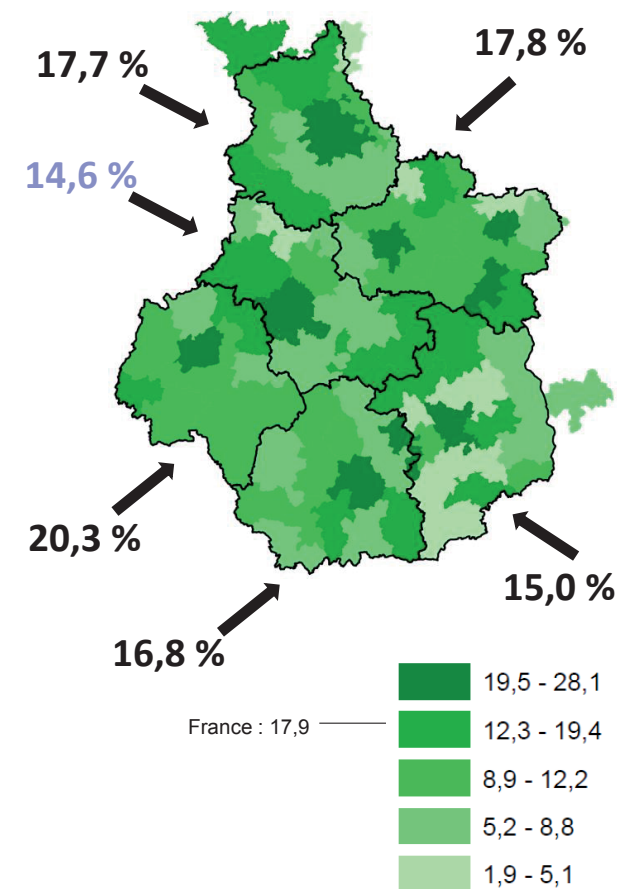 17,8 %
17,7 %
14,6 %
20,3 %
15,0 %
16,8 %
19,5 - 28,1
France : 17,9
12,3 - 19,4
8,9 - 12,2
5,2 - 8,8
1,9 - 5,1